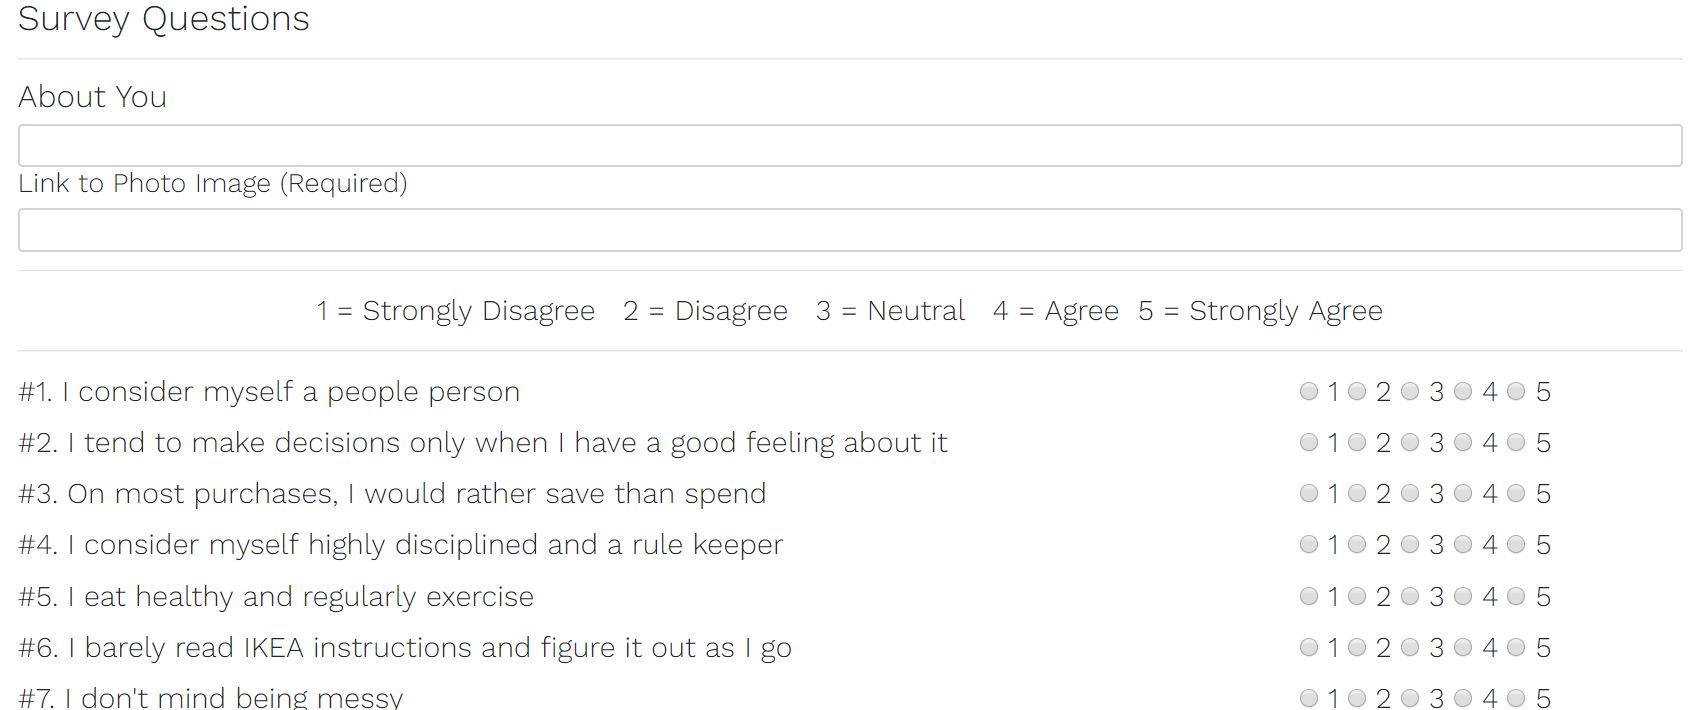 Survey Questions
About You
Link to Photo Image (Required)
1 = Strongly Disagree 2 = Disagree 3 = Neutral 4 = Agree 5 = Strongly Agree
#1. I consider myself a people person 1 2 3 4 5
#2. I tend to make decisions only when I have a good feeling about it 1 2 3 4 5
#3. On most purchases, I would rather save than spend 1 2 3 4 5
#4. I consider myself highly disciplined and a rule keeper 1 2 3 4 5
#5. I eat healthy and regularly exercise 1 2 3 4 5
#6. I barely read IKEA instructions and figure it out as I go 1 2 3 4 5
#7. I don't mind being messy 1 2 3 4 5